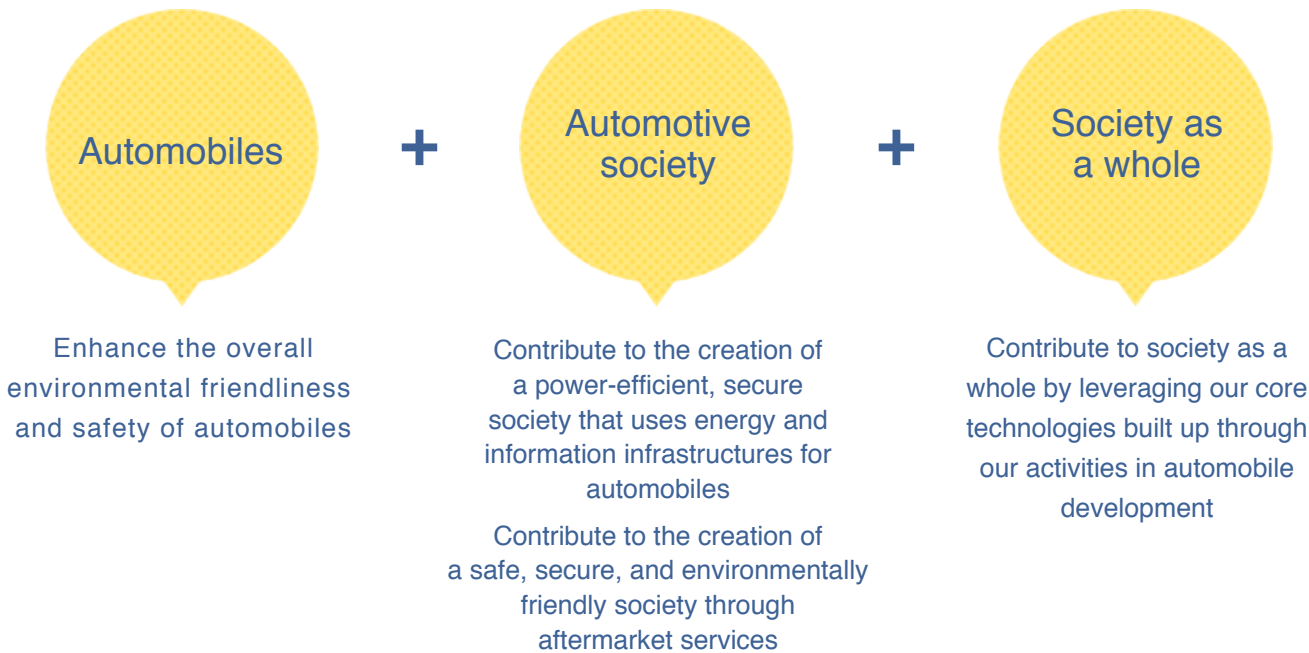 Automobiles
+
Automotive
society
+
Society as
a whole
Enhance the overall
environmental friendliness
and safety of automobiles
Contribute to the creation of
a power-efficient, secure
society that uses energy and
information infrastructures for
automobiles
Contribute to the creation of
a safe, secure, and environmentally
friendly society through
aftermarket services
Contribute to society as a
whole by leveraging our core
technologies built up through
our activities in automobile
development